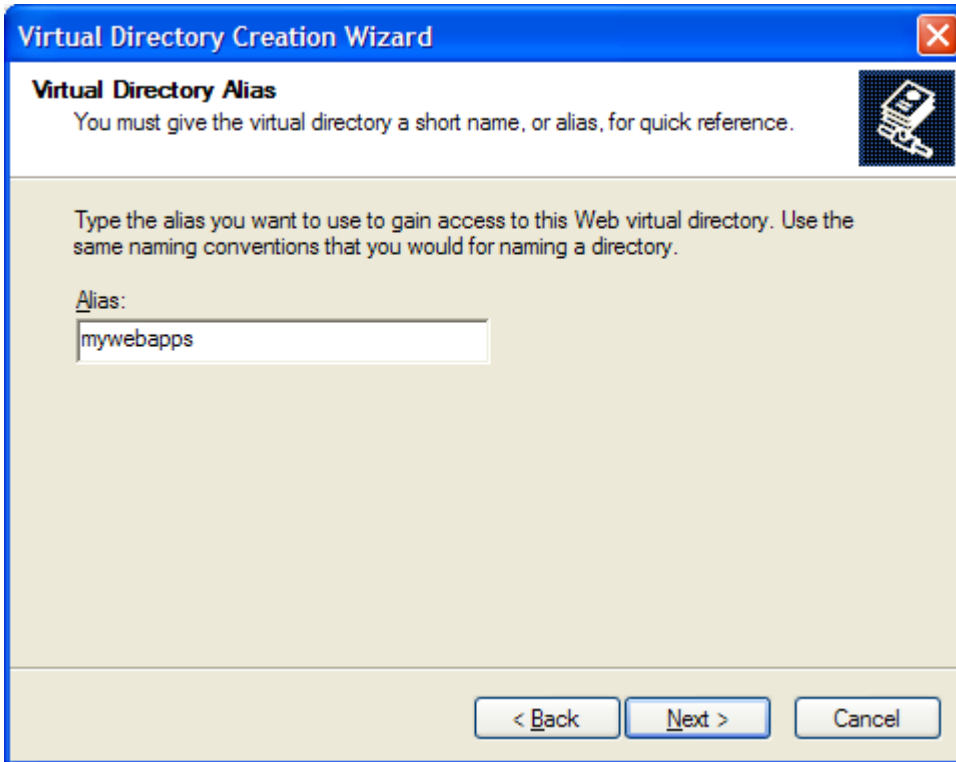 Virtual Directory Creation Wizard
Virtual Directory Alias
You must give the virtual directory a short name, or alias, for quick reference.
Type the alias you want to use to gain access to this Web virtual directory. Use the
same naming conventions that you would for naming a directory.
Alias:
mywebapps
< Back Next > Cancel